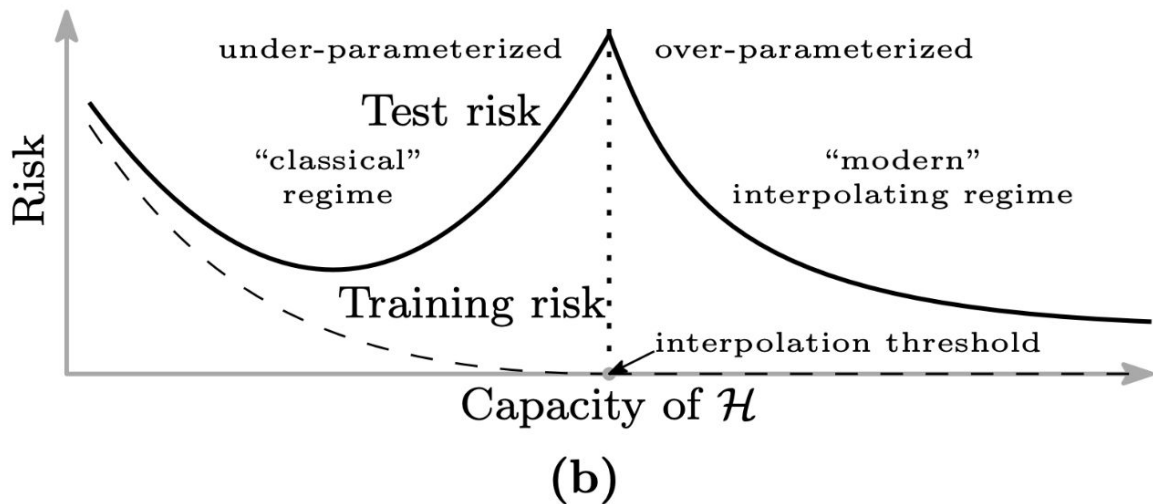 under-parameterized
over-parameterized
Test risk
“classical”
regime
“modern”
interpolating regime
Risk
Training risk
interpolation threshold
Capacity of ℋ
(b)